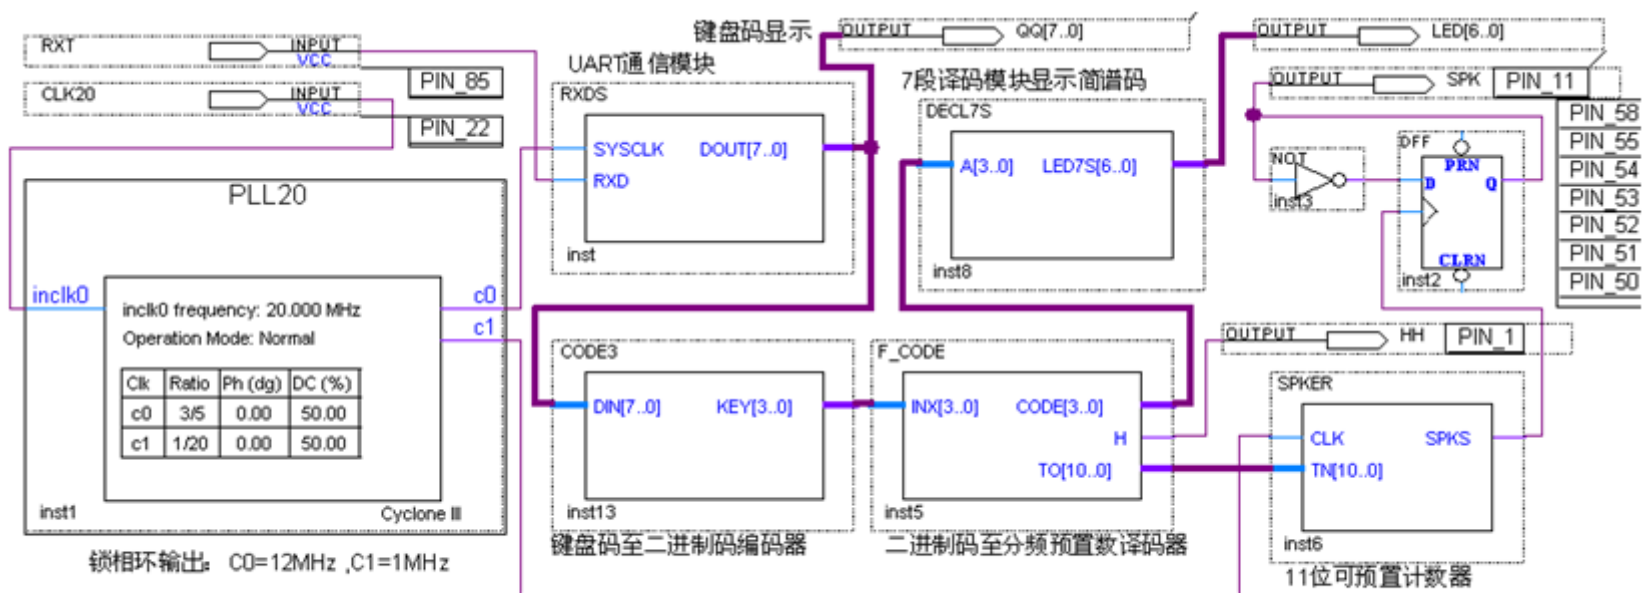 RXT
INPUT
VCC
PIN_85
CLK20
INPUT
VCC
PIN_22
键盘码显示
OUTPUT
QQ[7..0]
OUTPUT
LED[6..0]
OUTPUT
SPK
PIN_11
PIN_58
PIN_55
PIN_54
PIN_53
PIN_52
PIN_51
PIN_50
UART通信模块
RXDS
SYSCLK
DOUT[7..0]
RXD
inst
7段译码模块显示简谱码
DECL7S
A[3..0]
LED7S[6..0]
inst8
NOT
inst3
DFF
PRN
D
Q
CLRN
inst2
PLL20
inclk0
c0
c1
inclk0 frequency: 20.000 MHz
Operation Mode: Normal
Clk Ratio Ph (dg) DC (%)
c0 3/5 0.00 50.00
c1 1/20 0.00 50.00
inst1
Cyclone III
锁相环输出: C0=12MHz ,C1=1MHz
CODE3
DIN[7..0]
KEY[3..0]
inst13
键盘码至二进制码编码器
F_CODE
INX[3..0]
CODE[3..0]
H
TO[10..0]
inst5
二进制码至分频预置数译码器
OUTPUT
HH
PIN_1
SPKER
CLK
SPKS
TN[10..0]
inst6
11位可预置计数器